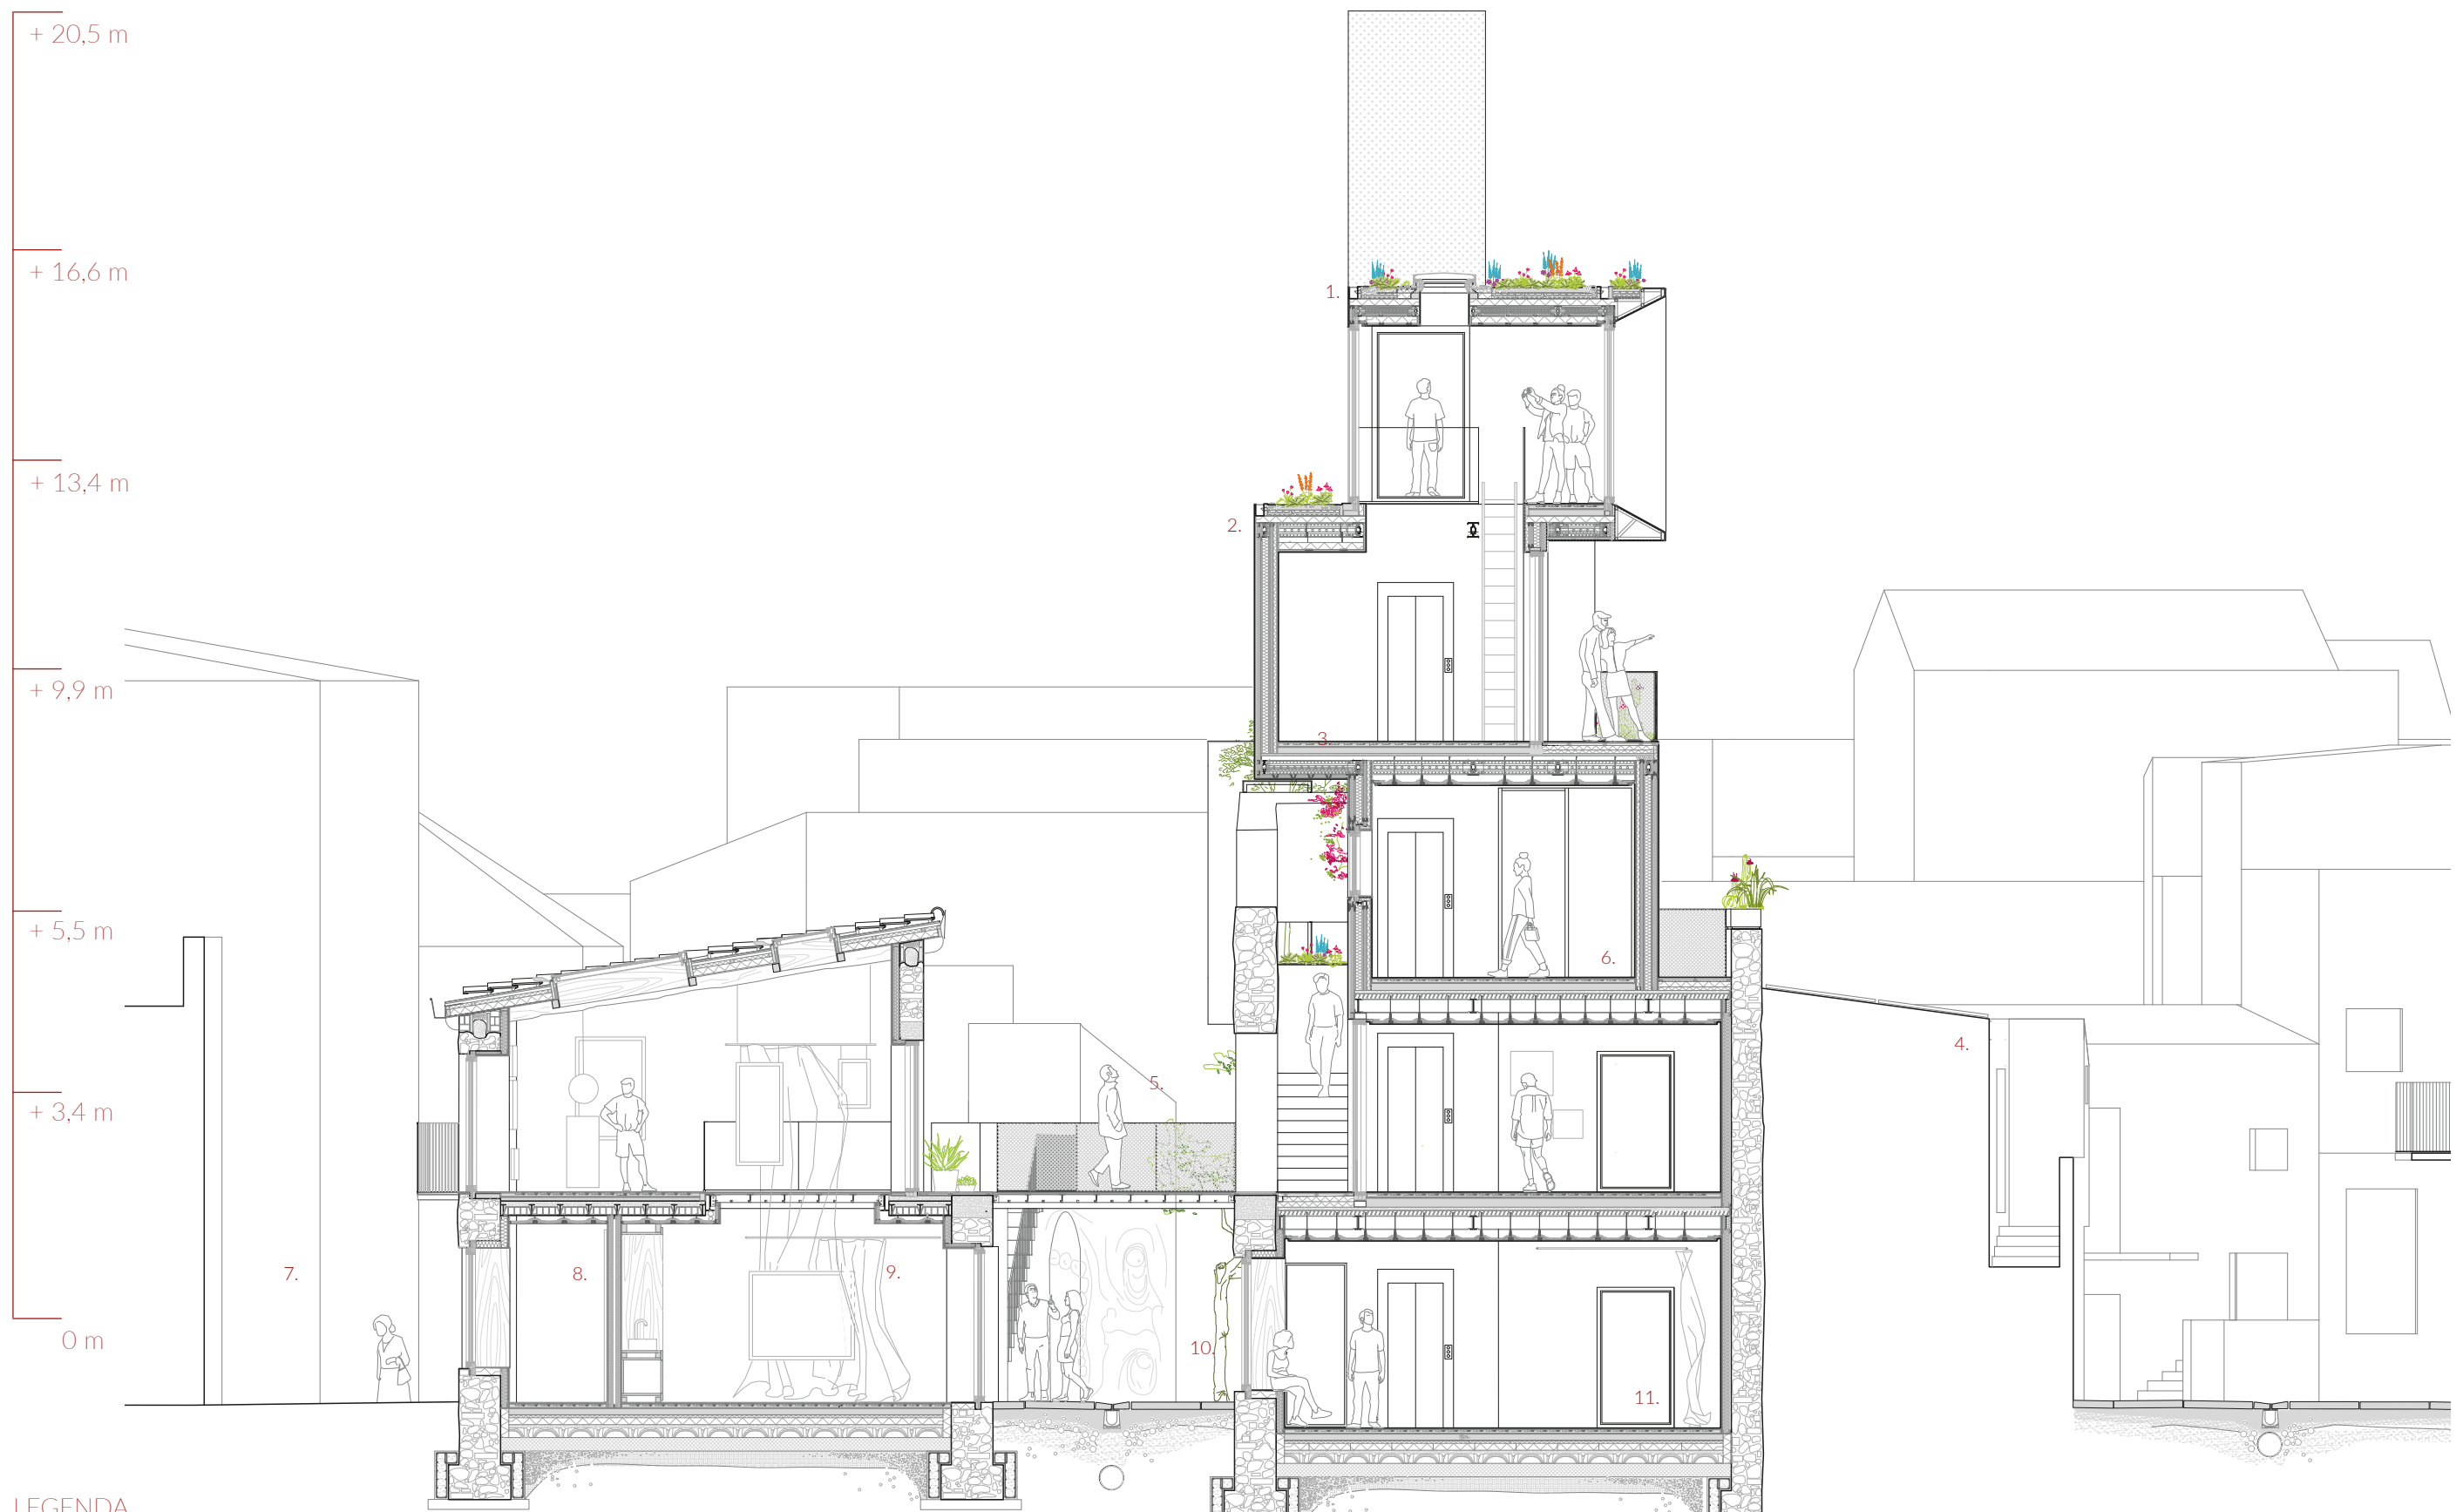 + 20,5 m
+ 16,6 m
1.
+ 13,4 m
2.
+ 9,9 m
3.
+ 5,5 m
6.
4.
5.
+ 3,4 m
7.
8.
9.
0 m
10.
11.
LEGENDA